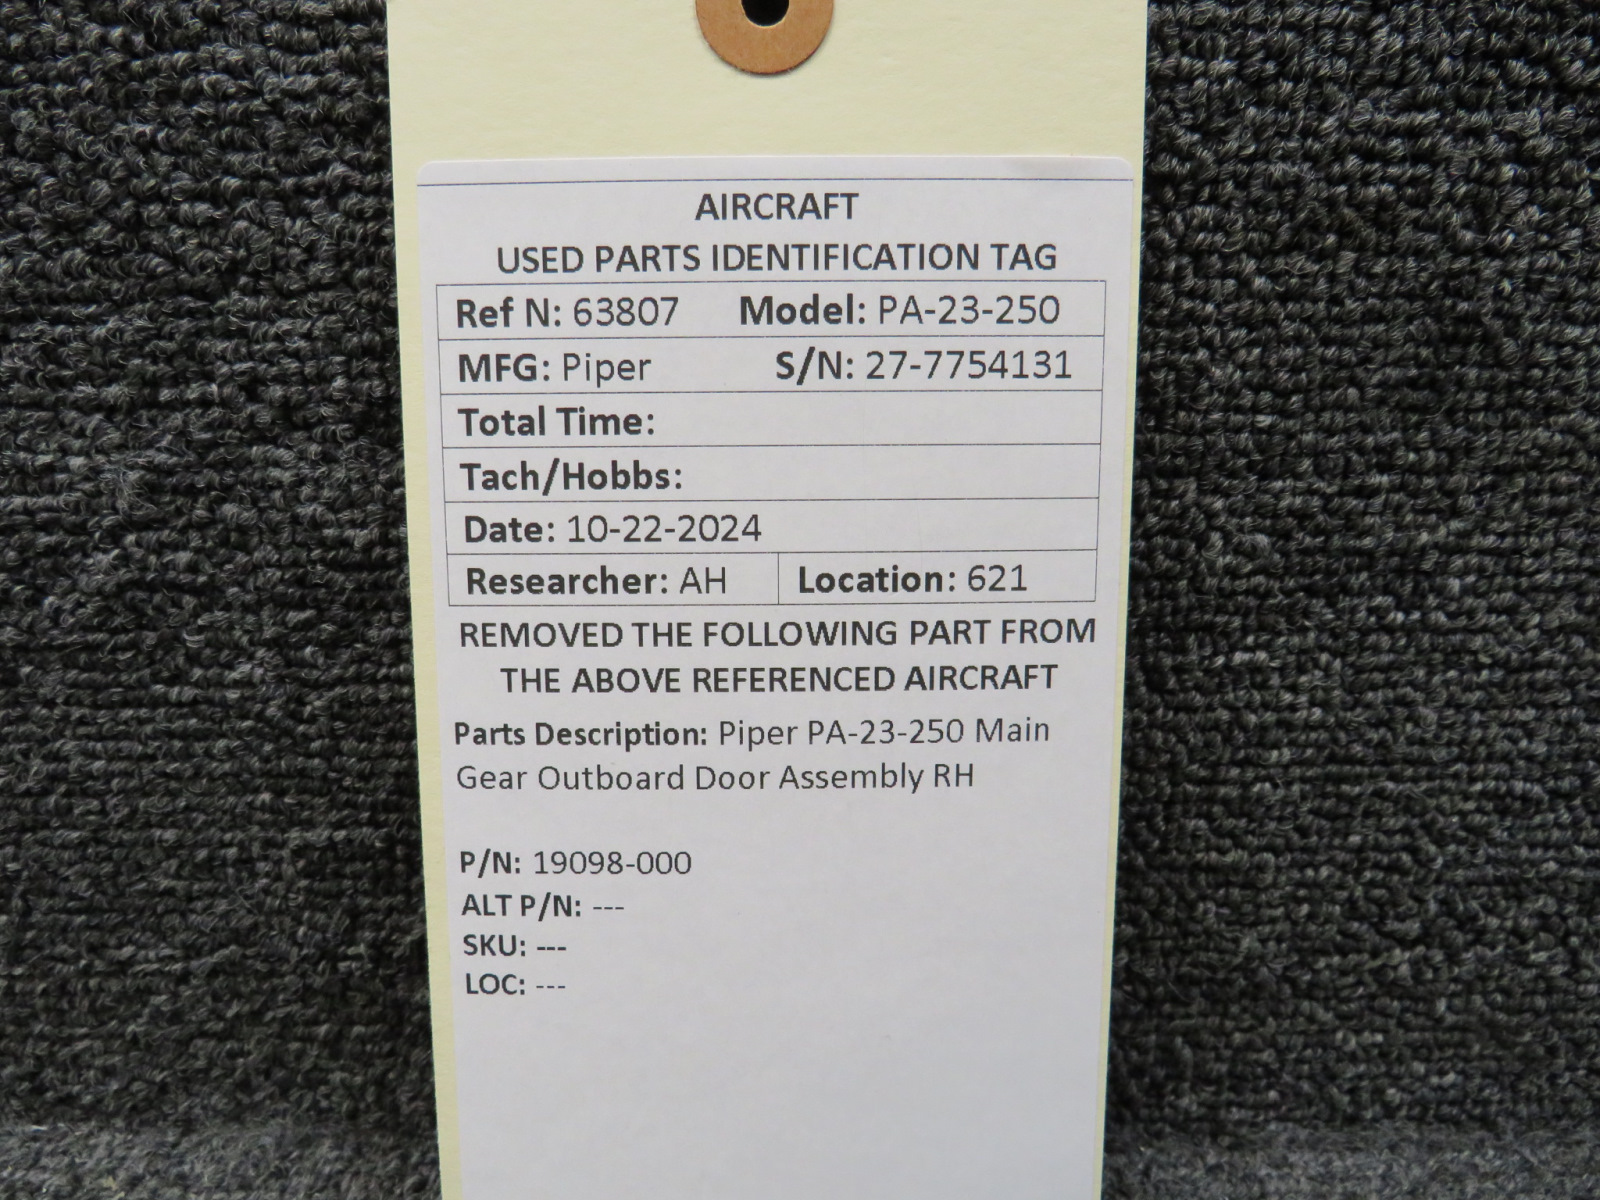 AIRCRAFT
USED PARTS IDENTIFICATION TAG
Ref N: 63807 Model: PA-23-250
MFG: Piper S/N: 27-7754131
Total Time:
Tach/Hobbs:
Date: 10-22-2024
Researcher: AH Location: 621
REMOVED THE FOLLOWING PART FROM
THE ABOVE REFERENCED AIRCRAFT
Parts Description: Piper PA-23-250 Main
Gear Outboard Door Assembly RH
P/N: 19098-000
ALT P/N: ---
SKU: ---
LOC: ---